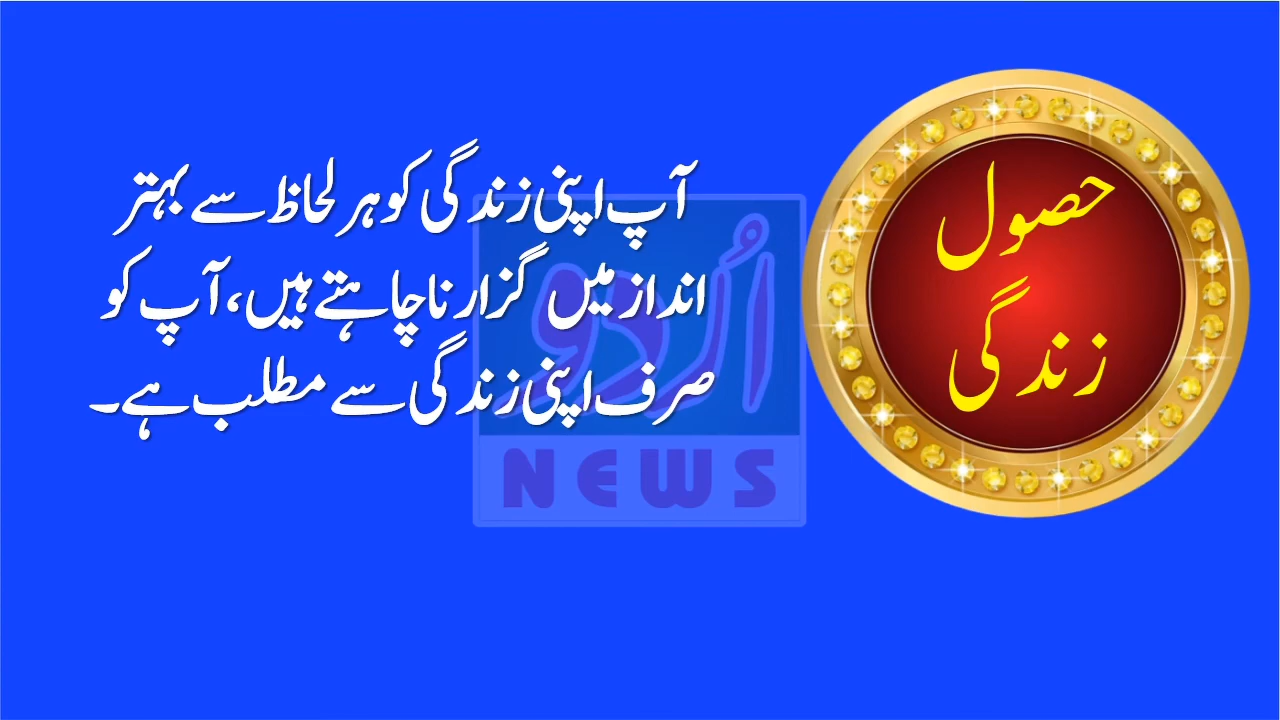 حصول
زندگی
آپ اپنی زندگی کو ہر لحاظ سے بہتر
انداز میں گزارنا چاہتے ہیں، آپ کو
صرف اپنی زندگی سے مطلب ہے۔
اُردو
NEWS